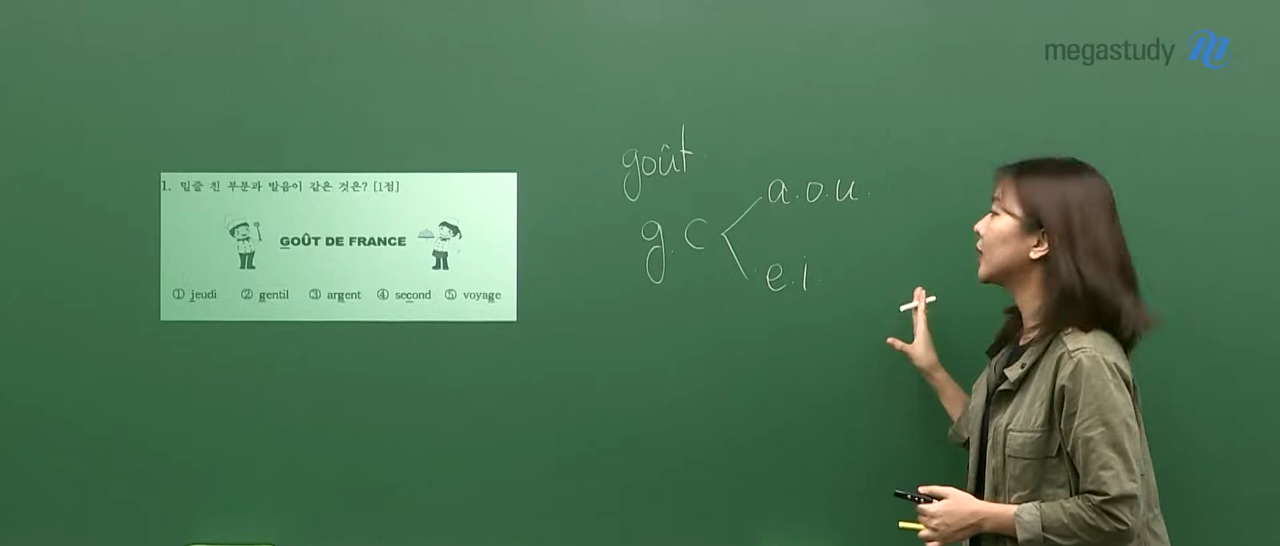 megastudy
1. 밑줄 친 부분과 발음이 같은 것은? [1점]
GOÛT DE FRANCE
① jeudi ② gentil ③ argent ④ second ⑤ voyage
goût.
g. c
a.o.u.
e.i.